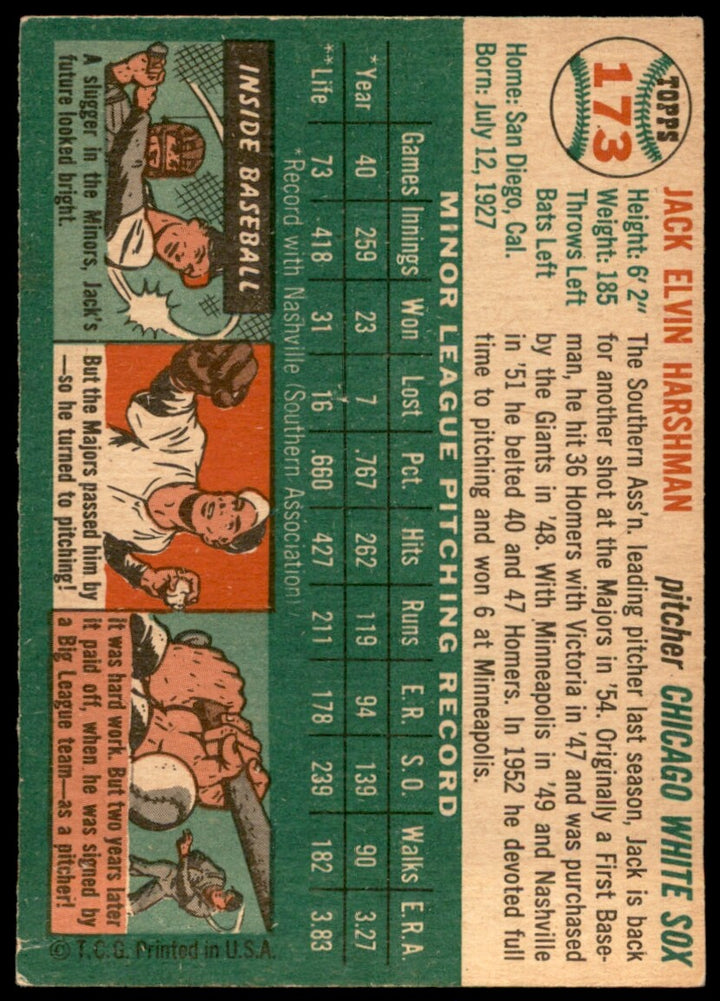 TOPPS
173
JACK ELVIN HARSHMAN
pitcher CHICAGO WHITE SOX
Height: 6'2"
Weight: 185
Throws Left
Bats Left
Home: San Diego, Cal.
Born: July 12, 1927
The Southern Ass'n. leading pitcher last season, Jack is back
for another shot at the Majors in '54. Originally a First Base-
man, he hit 36 Homers with Victoria in '47 and was purchased
by the Giants in '48. With Minneapolis in '49 and Nashville
in '51 he belted 40 and 47 Homers. In 1952 he devoted full
time to pitching and won 6 at Minneapolis.
MINOR LEAGUE PITCHING RECORD
Games Innings Won Lost Pct. Hits Runs E.R. S.O. Walks E.R.A.
*Year 40 259 23 7 .767 262 119 94 139 90 3.27
**Life 73 418 31 16 .660 427 211 178 239 182 3.83
*Record with Nashville (Southern Association)
INSIDE BASEBALL
A slugger in the Minors, Jack's
future looked bright.
But the Majors passed him by
—so he turned to pitching!
it was hard work. But two years later
it paid off, when he was signed by
a Big League team—as a pitcher!
© T.C.G. Printed in U.S.A.